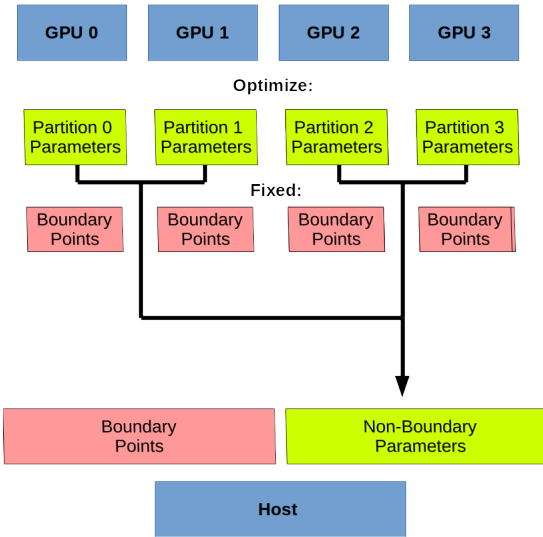 GPU 0 GPU 1 GPU 2 GPU 3
Optimize:
Partition 0 Partition 1 Partition 2 Partition 3
Parameters Parameters Parameters Parameters
Fixed:
Boundary Boundary Boundary Boundary
Points Points Points Points
Boundary Non-Boundary
Points Parameters
Host